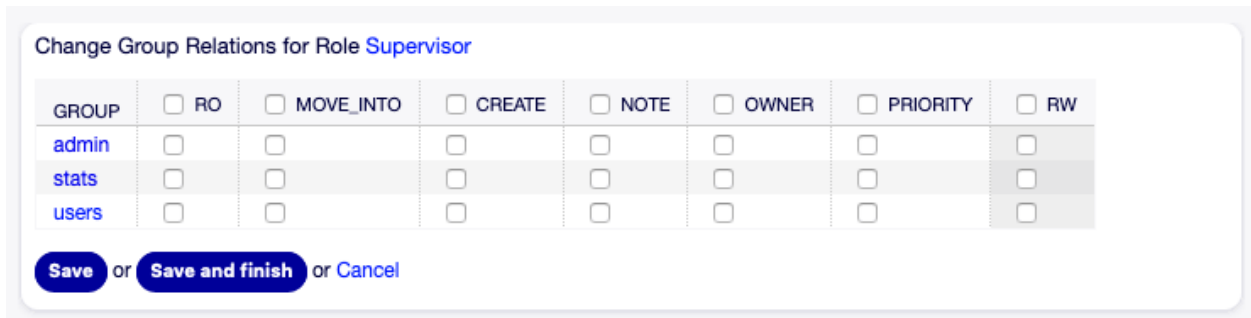 Change Group Relations for Role Supervisor
GROUP RO MOVE_INTO CREATE NOTE OWNER PRIORITY RW
admin
stats
users
Save or Save and finish or Cancel